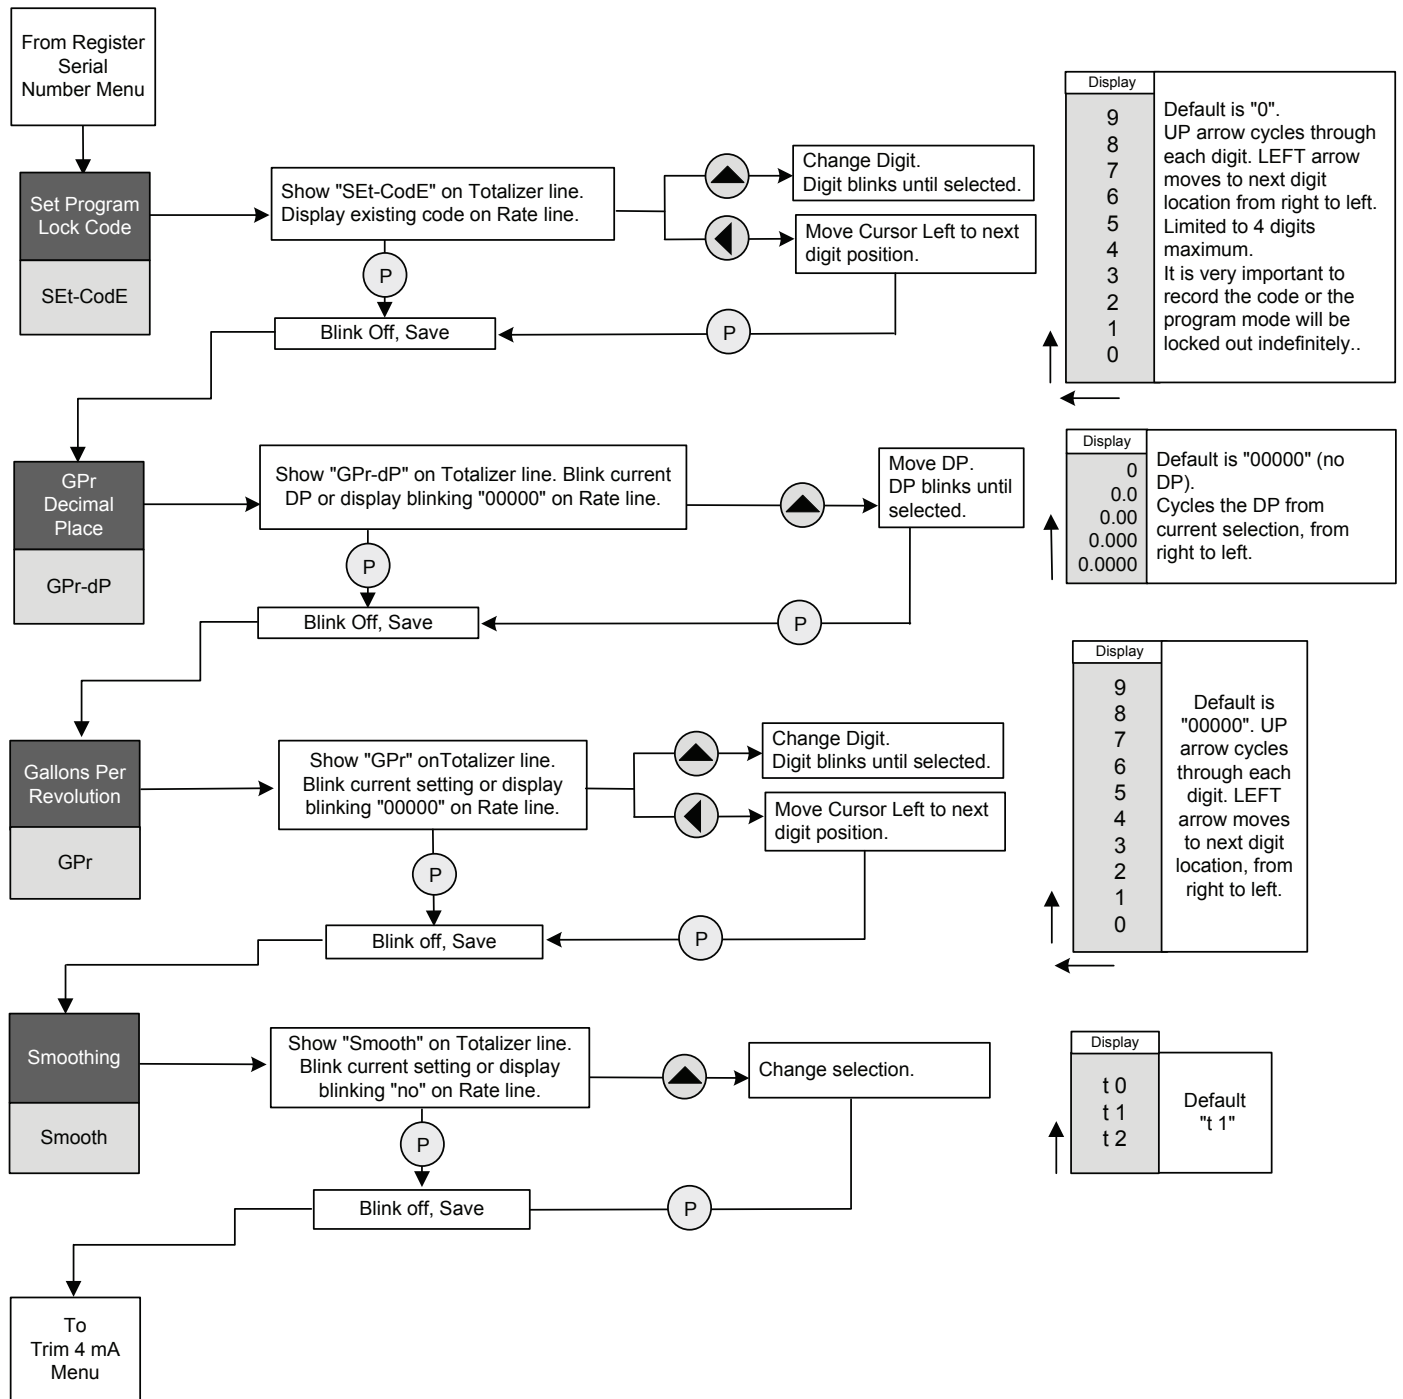 From Register
Serial
Number Menu
Set Program
Lock Code
SEt-CodE
Show "SEt-CodE" on Totalizer line.
Display existing code on Rate line.
Change Digit.
Digit blinks until selected.
Move Cursor Left to next
digit position.
P
Blink Off, Save
P
Display
9
8
7
6
5
4
3
2
1
0
Default is "0".
UP arrow cycles through
each digit. LEFT arrow
moves to next digit
location from right to left.
Limited to 4 digits
maximum.
It is very important to
record the code or the
program mode will be
locked out indefinitely..
GPr
Decimal
Place
GPr-dP
Show "GPr-dP" on Totalizer line. Blink current
DP or display blinking "00000" on Rate line.
Move DP.
DP blinks until
selected.
P
Blink Off, Save
P
Display
0
0.0
0.00
0.000
0.0000
Default is "00000" (no
DP).
Cycles the DP from
current selection, from
right to left.
Gallons Per
Revolution
GPr
Show "GPr" onTotalizer line.
Blink current setting or display
blinking "00000" on Rate line.
Change Digit.
Digit blinks until selected.
Move Cursor Left to next
digit position.
P
Blink off, Save
P
Display
9
8
7
6
5
4
3
2
1
0
Default is
"00000". UP
arrow cycles
through each
digit. LEFT
arrow moves
to next digit
location, from
right to left.
Smoothing
Smooth
Show "Smooth" on Totalizer line.
Blink current setting or display
blinking "no" on Rate line.
Change selection.
P
Blink off, Save
P
Display
t 0
t 1
t 2
Default
"t 1"
To
Trim 4 mA
Menu